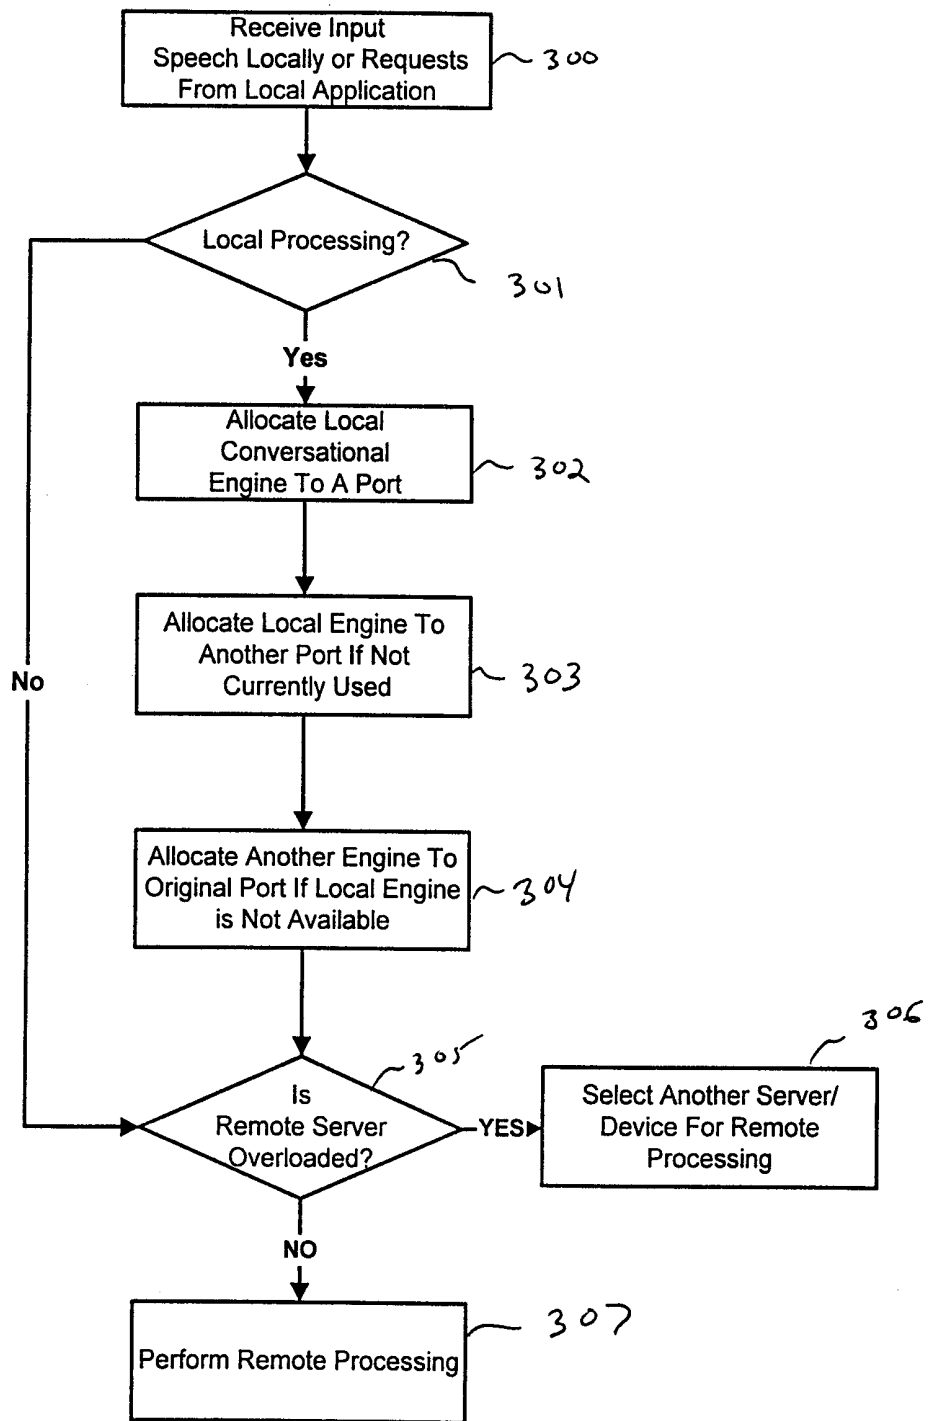 Receive Input
Speech Locally or Requests
From Local Application
300
Local Processing?
301
Yes
Allocate Local
Conversational
Engine To A Port
302
Allocate Local Engine To
Another Port If Not
Currently Used
303
No
Allocate Another Engine To
Original Port If Local Engine
is Not Available
304
305
306
Is
Remote Server
Overloaded?
YES
Select Another Server/
Device For Remote
Processing
NO
307
Perform Remote Processing